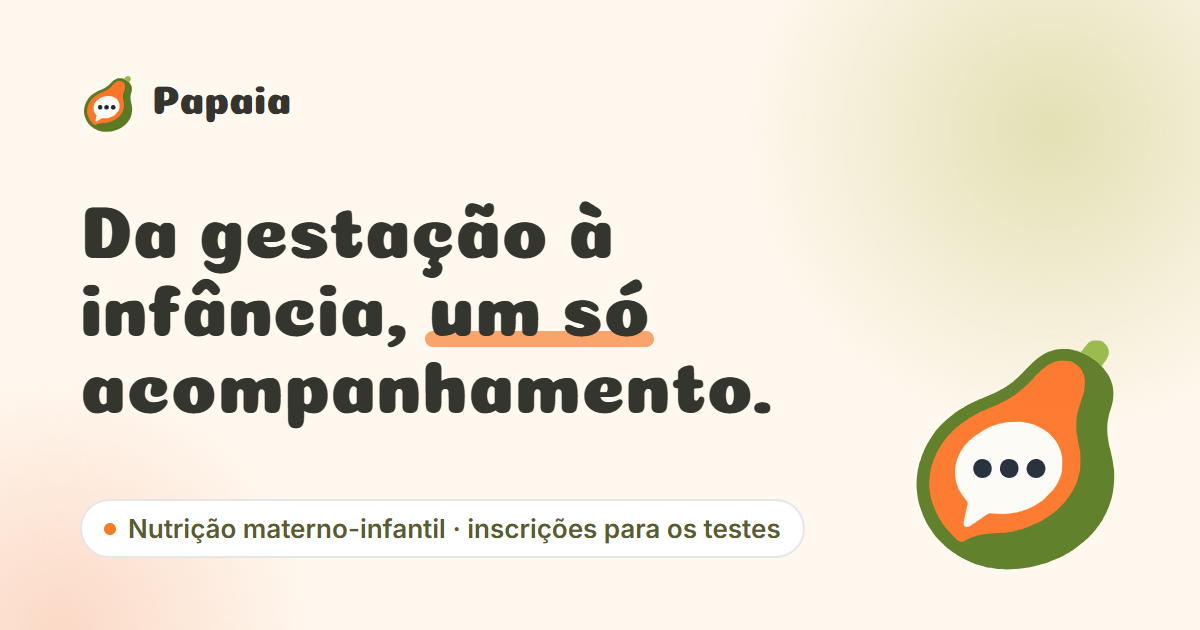 Papaia
Da gestação à
infância, um só
acompanhamento.
Nutrição materno-infantil · inscrições para os testes